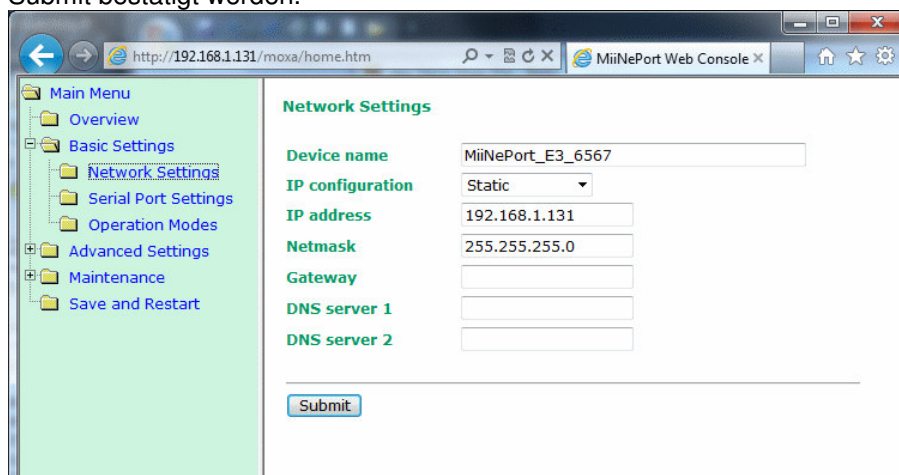 Submit bestätigt werden.
http://192.168.1.131/moxa/home.htm
MiiNePort Web Console
Main Menu
Overview
Basic Settings
Network Settings
Serial Port Settings
Operation Modes
Advanced Settings
Maintenance
Save and Restart
Network Settings
Device name MiiNePort_E3_6567
IP configuration Static
IP address 192.168.1.131
Netmask 255.255.255.0
Gateway
DNS server 1
DNS server 2
Submit